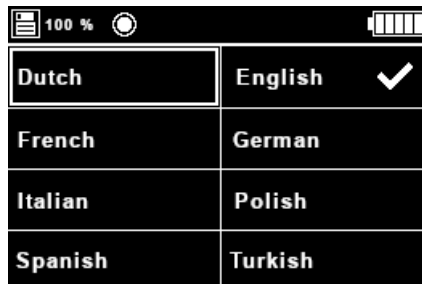 100 %
Dutch
English
French
German
Italian
Polish
Spanish
Turkish